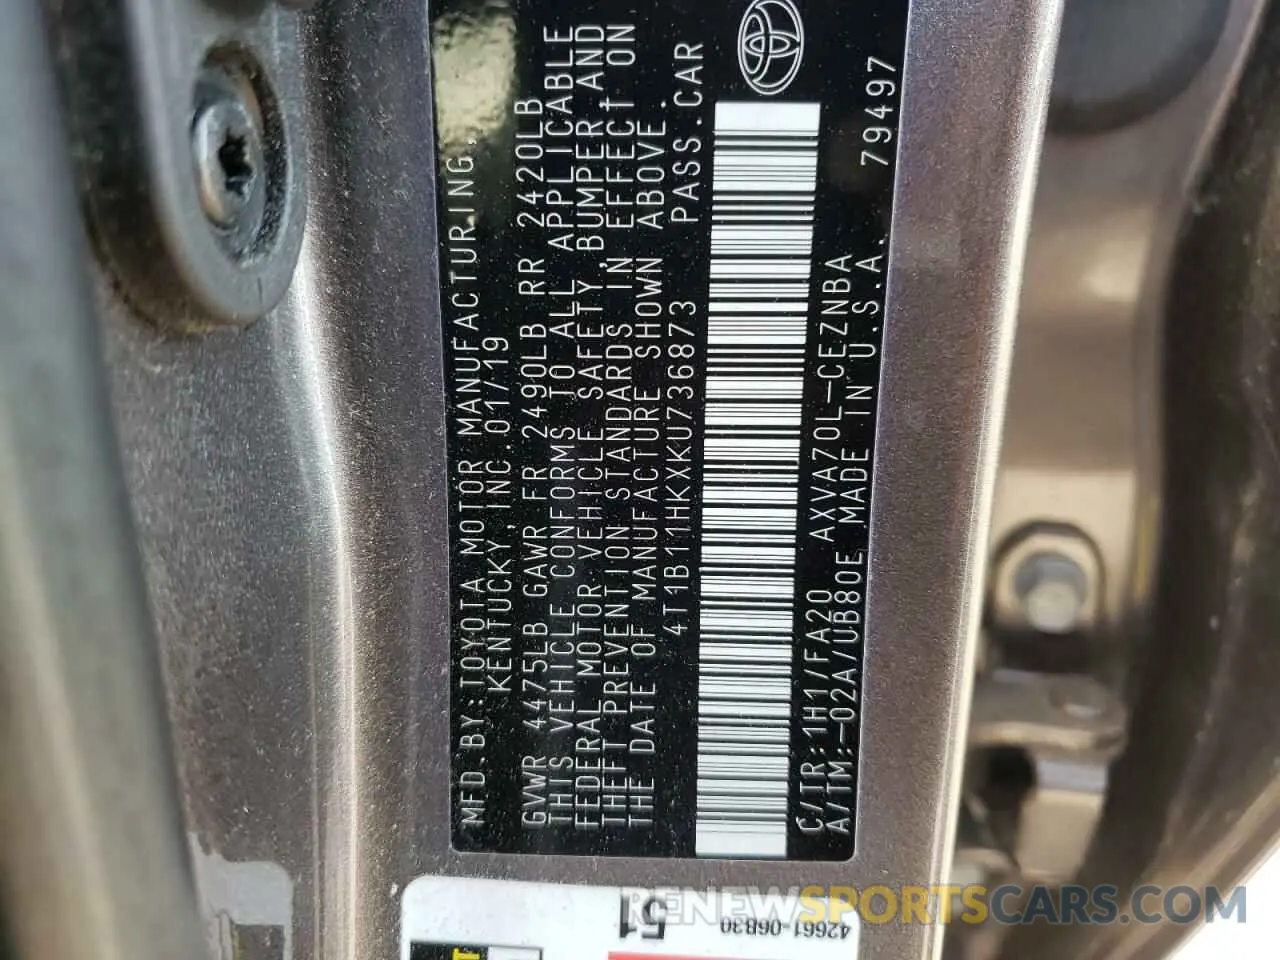 MFD.BY:TOYOTA MOTOR MANUFACTURING,
KENTUCKY, INC. 01/19
GVWR 4475LB GAWR FR 2490LB RR 2420LB
THIS VEHICLE CONFORMS TO ALL APPLICABLE
FEDERAL MOTOR VEHICLE SAFETY, BUMPER, AND
THEFT PREVENTION STANDARDS IN EFFECT ON
THE DATE OF MANUFACTURE SHOWN ABOVE.
4T1B11HKXKU736873 PASS.CAR
C/TR:1H1/FA20 AXVA70L-CEZNBA
A/TM:-02A/UB80E MADE IN U.S.A. 79497
51
42661-06B30
RENEWSPORTSCARS.COM